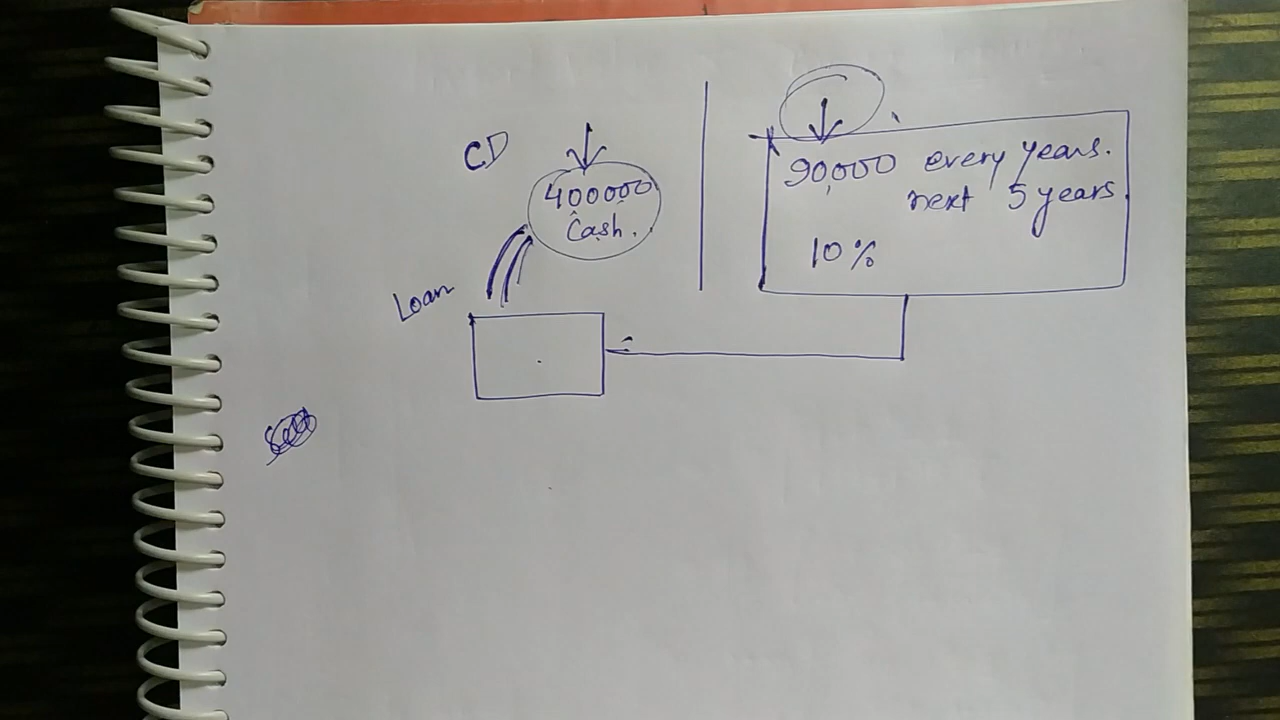 CD
400000
Cash.
Loan
90,000 every years.
next 5 years
10%